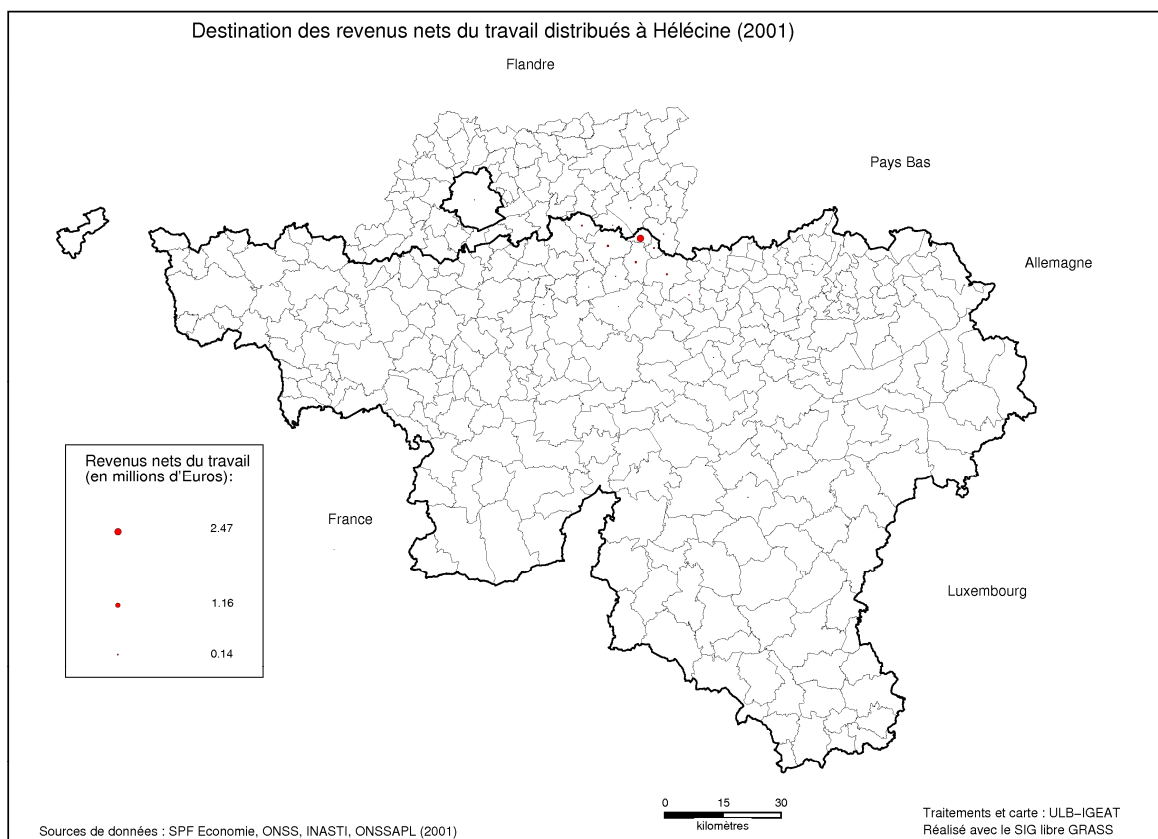 Destination des revenus nets du travail distribués à Hélécine (2001)
Flandre
Pays Bas
Allemagne
Revenus nets du travail
(en millions d'Euros):
2.47
1.16
0.14
France
Luxembourg
0 15 30
kilomètres
Sources de données : SPF Economie, ONSS, INASTI, ONSSAPL (2001)
Traitements et carte : ULB-IGEAT
Réalisé avec le SIG libre GRASS